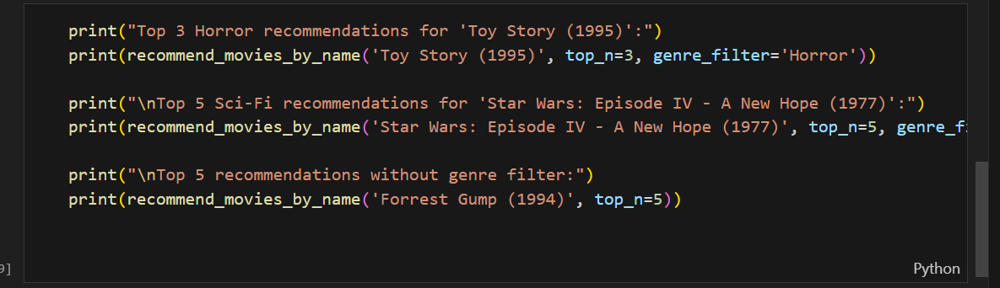 print("Top 3 Horror recommendations for 'Toy Story (1995)':")
print(recommend_movies_by_name('Toy Story (1995)', top_n=3, genre_filter='Horror'))
print("\nTop 5 Sci-Fi recommendations for 'Star Wars: Episode IV - A New Hope (1977)':")
print(recommend_movies_by_name('Star Wars: Episode IV - A New Hope (1977)', top_n=5, genre_f
print("\nTop 5 recommendations without genre filter:")
print(recommend_movies_by_name('Forrest Gump (1994)', top_n=5))
9]
Python